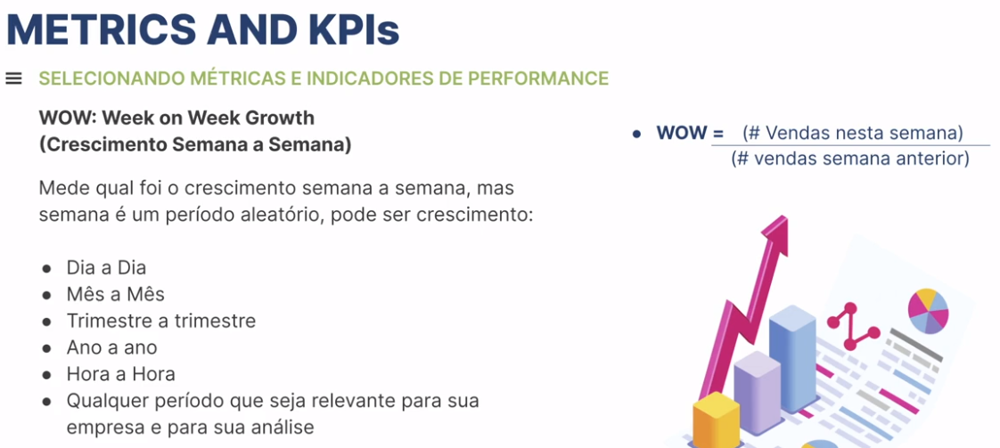 METRICS AND KPIs
SELECIONANDO MÉTRICAS E INDICADORES DE PERFORMANCE
WOW: Week on Week Growth
(Crescimento Semana a Semana)
Mede qual foi o crescimento semana a semana, mas
semana é um período aleatório, pode ser crescimento:
● Dia a Dia
● Mês a Mês
● Trimestre a trimestre
● Ano a ano
● Hora a Hora
● Qualquer período que seja relevante para sua
empresa e para sua análise
● WOW = (# Vendas nesta semana)
(# vendas semana anterior)